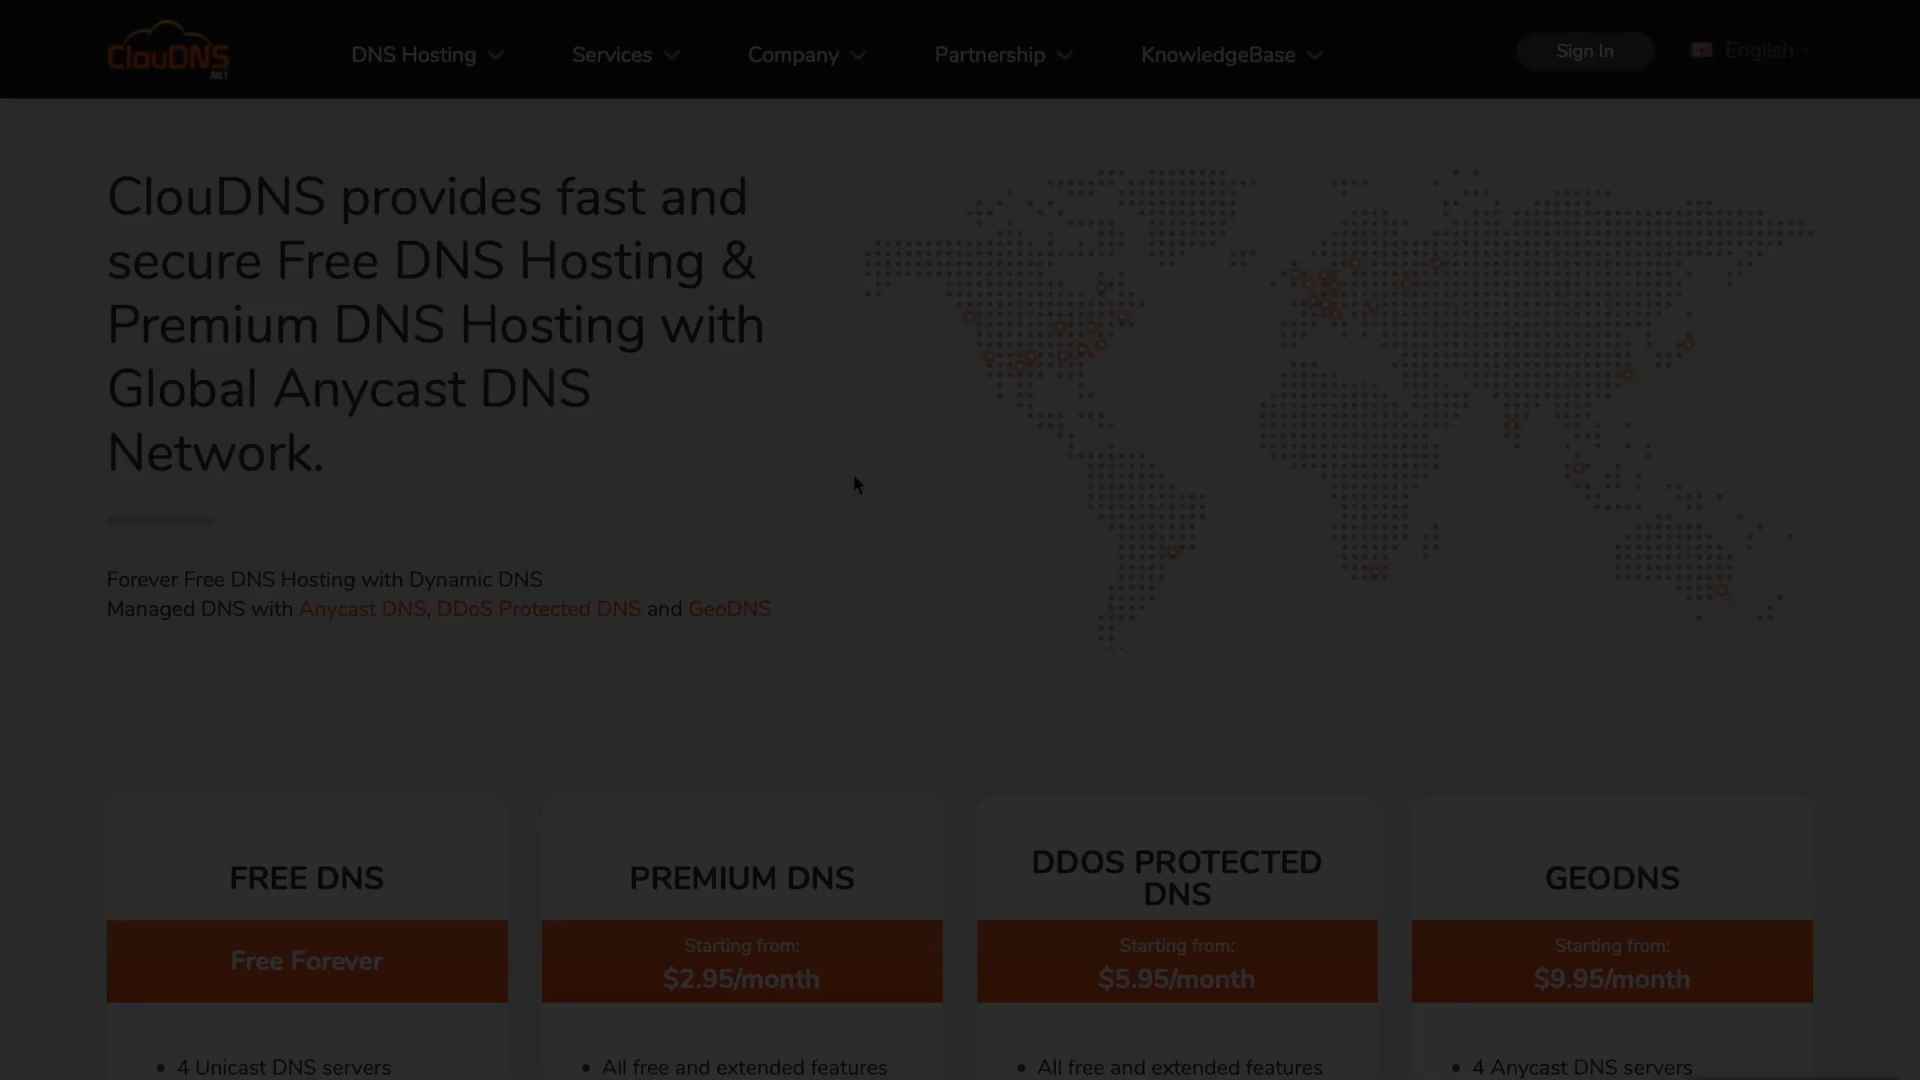 ClouDNS
.NET
DNS Hosting
Services
Company
Partnership
KnowledgeBase
Sign In
English
ClouDNS provides fast and
secure Free DNS Hosting &
Premium DNS Hosting with
Global Anycast DNS
Network.
Forever Free DNS Hosting with Dynamic DNS
Managed DNS with Anycast DNS, DDoS Protected DNS and GeoDNS
FREE DNS
Free Forever
4 Unicast DNS servers
PREMIUM DNS
Starting from:
$2.95/month
All free and extended features
DDOS PROTECTED
DNS
Starting from:
$5.95/month
All free and extended features
GEODNS
Starting from:
$9.95/month
4 Anycast DNS servers